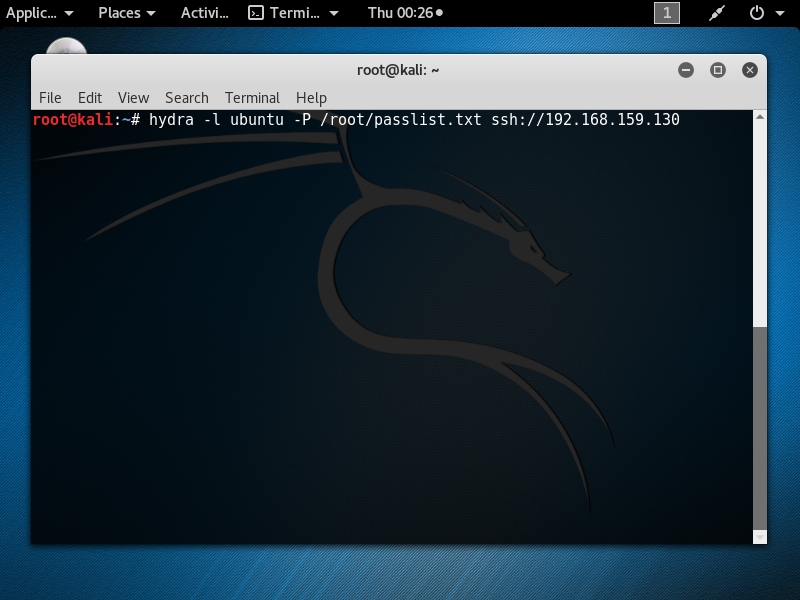 Applic... Places Activi... Termi... Thu 00:26 1
root@kali: ~
File Edit View Search Terminal Help
root@kali:~# hydra -l ubuntu -P /root/passlist.txt ssh://192.168.159.130